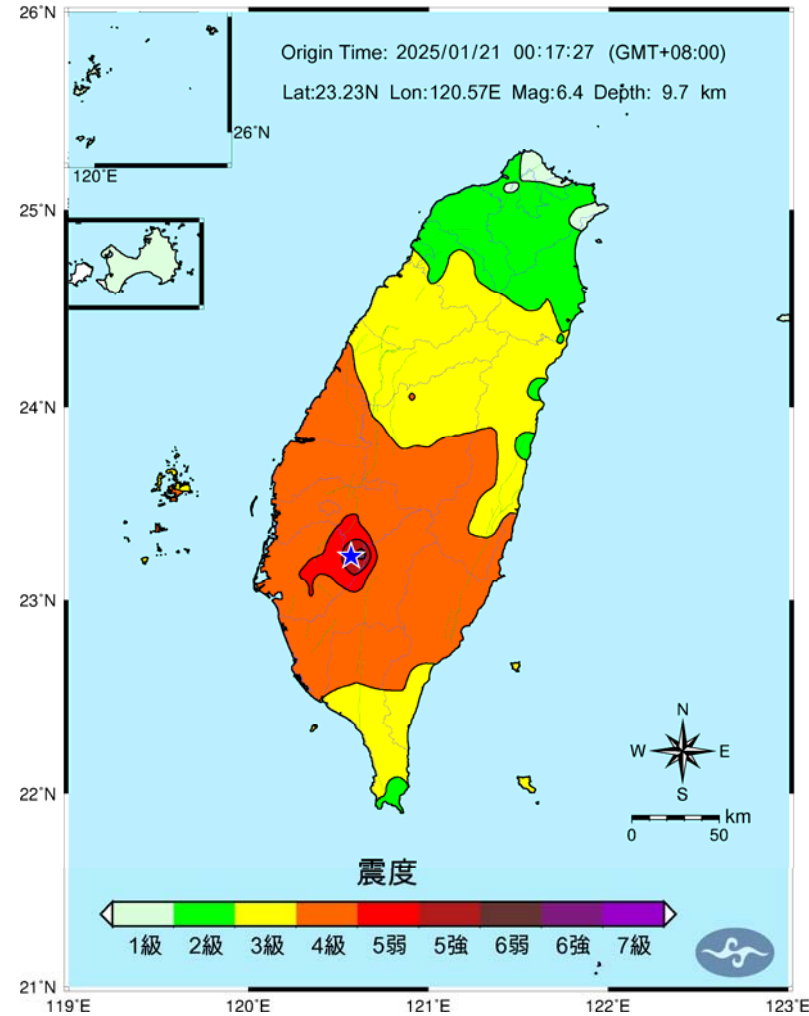 26°N
Origin Time: 2025/01/21 00:17:27 (GMT+08:00)
Lat:23.23N Lon:120.57E Mag:6.4 Depth: 9.7 km
26°N
120°E
25°N
24°N
23°N
22°N
21°N
N
W E
S
km
0 50
震度
1級 2級 3級 4級 5弱 5強 6弱 6強 7級
119°E 120°E 121°E 122°E 123°E